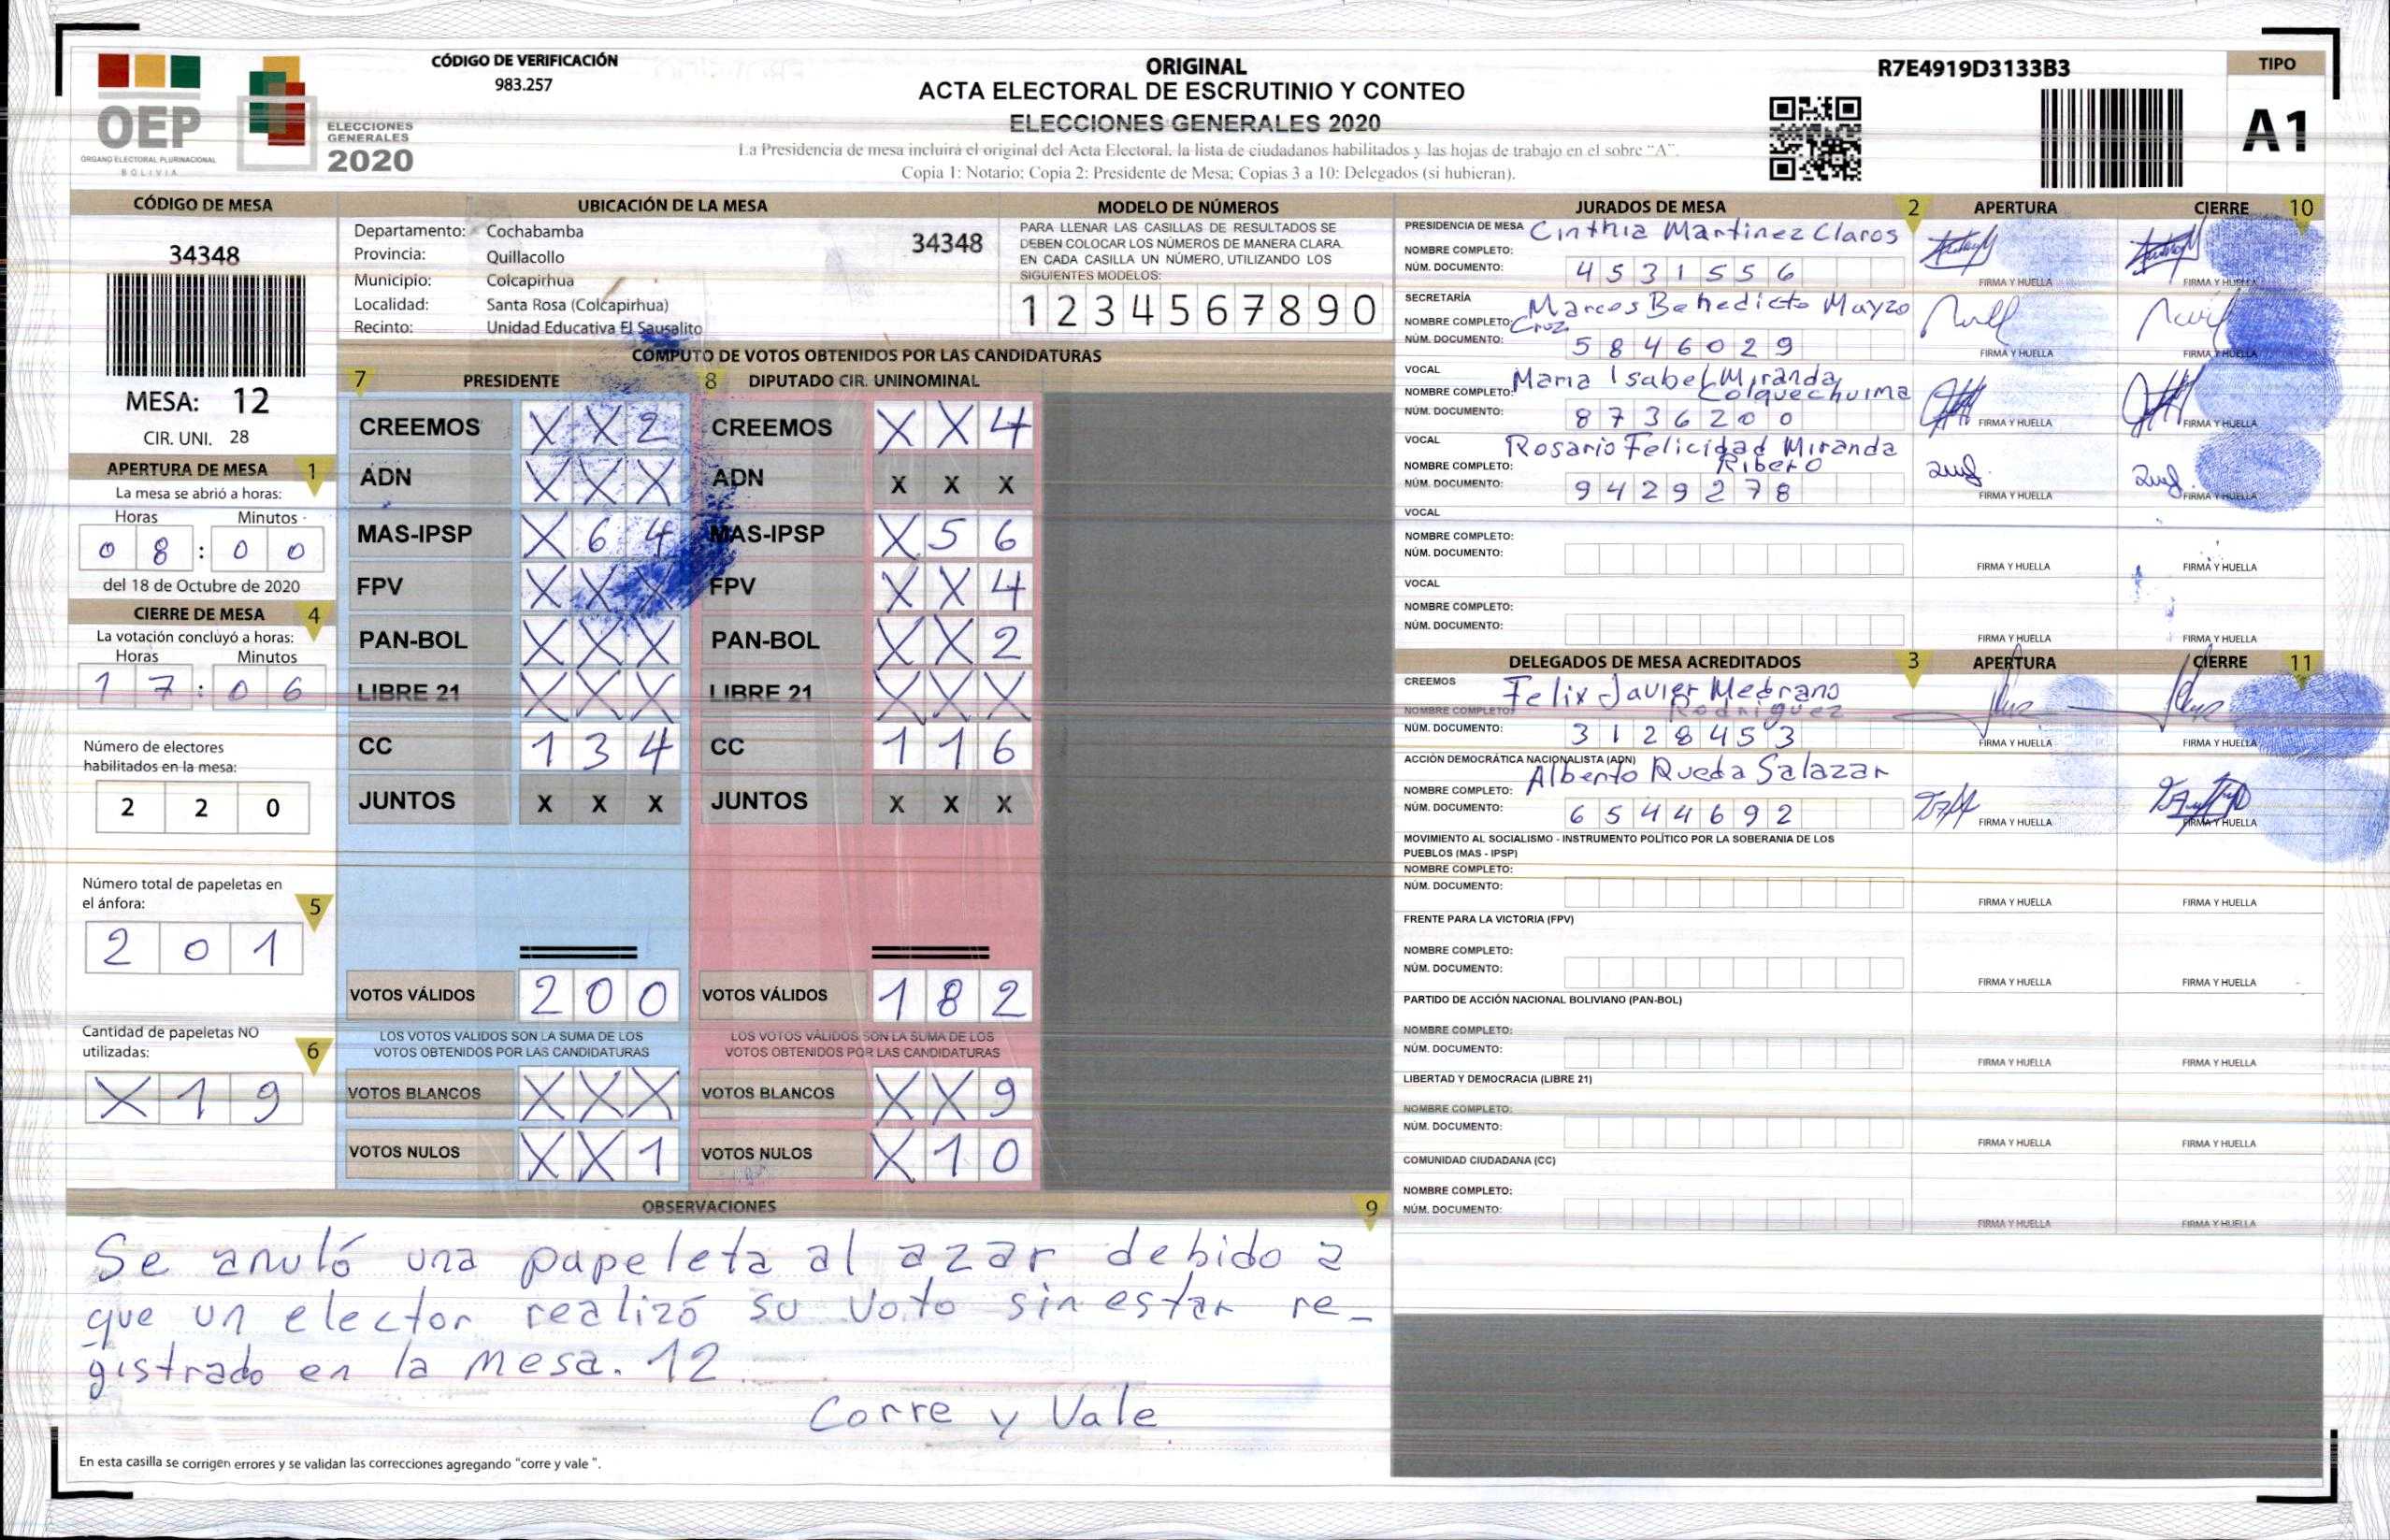 CÓDIGO DE VERIFICACIÓN
983.257
OEP
ÓRGANO ELECTORAL PLURINACIONAL
BOLIVIA
ELECCIONES
GENERALES
2020
ORIGINAL
ACTA ELECTORAL DE ESCRUTINIO Y CONTEO
ELECCIONES GENERALES 2020
La Presidencia de mesa incluirá el original del Acta Electoral, la lista de ciudadanos habilitados y las hojas de trabajo en el sobre "A".
Copia 1: Notario; Copia 2: Presidente de Mesa; Copias 3 a 10: Delegados (si hubieran).
R7E4919D3133B3
TIPO
A1
CÓDIGO DE MESA
34348
MESA: 12
CIR. UNI. 28
APERTURA DE MESA 1
La mesa se abrió a horas:
Horas Minutos
0 8 : 0 0
del 18 de Octubre de 2020
CIERRE DE MESA 4
La votación concluyó a horas:
Horas Minutos
1 7 : 0 6
Número de electores
habilitados en la mesa:
2 2 0
Número total de papeletas en
el ánfora: 5
2 0 1
Cantidad de papeletas NO
utilizadas: 6
X 1 9
UBICACIÓN DE LA MESA
Departamento: Cochabamba
Provincia: Quillacollo
Municipio: Colcapirhua
Localidad: Santa Rosa (Colcapirhua)
Recinto: Unidad Educativa El Sausalito
34348
MODELO DE NÚMEROS
PARA LLENAR LAS CASILLAS DE RESULTADOS SE
DEBEN COLOCAR LOS NÚMEROS DE MANERA CLARA.
EN CADA CASILLA UN NÚMERO, UTILIZANDO LOS
SIGUIENTES MODELOS:
1 2 3 4 5 6 7 8 9 0
COMPUTO DE VOTOS OBTENIDOS POR LAS CANDIDATURAS
7 PRESIDENTE 8 DIPUTADO CIR. UNINOMINAL
CREEMOS X X 2 CREEMOS X X 4
ADN X X X ADN X X X
MAS-IPSP X 6 4 MAS-IPSP X 5 6
FPV X X X FPV X X 4
PAN-BOL X X X PAN-BOL X X 2
LIBRE 21 X X X LIBRE 21 X X X
CC 1 3 4 CC 1 1 6
JUNTOS X X X JUNTOS X X X
VOTOS VÁLIDOS 2 0 0 VOTOS VÁLIDOS 1 8 2
LOS VOTOS VÁLIDOS SON LA SUMA DE LOS LOS VOTOS VÁLIDOS SON LA SUMA DE LOS
VOTOS OBTENIDOS POR LAS CANDIDATURAS VOTOS OBTENIDOS POR LAS CANDIDATURAS
VOTOS BLANCOS X X X VOTOS BLANCOS X X 9
VOTOS NULOS X X 1 VOTOS NULOS X 1 0
OBSERVACIONES 9
Se anuló una papeleta al azar debido a
que un elector realizó su voto sin estar re-
gistrado en la mesa. 12
Corre y Vale
En esta casilla se corrigen errores y se validan las correcciones agregando "corre y vale ".
JURADOS DE MESA 2 APERTURA CIERRE 10
PRESIDENCIA DE MESA Cinthia Martinez Claros
NOMBRE COMPLETO:
NÚM. DOCUMENTO: 4 5 3 1 5 5 6
FIRMA Y HUELLA FIRMA Y HUELLA
SECRETARÍA Marcos Benedicto Mayzo
NOMBRE COMPLETO: Cruz
NÚM. DOCUMENTO: 5 8 4 6 0 2 9
FIRMA Y HUELLA FIRMA Y HUELLA
VOCAL
NOMBRE COMPLETO: Maria Isabel Miranda
Colquechuima
NÚM. DOCUMENTO: 8 7 3 6 2 0 0
FIRMA Y HUELLA FIRMA Y HUELLA
VOCAL Rosario Felicidad Miranda
NOMBRE COMPLETO: Ribero
NÚM. DOCUMENTO: 9 4 2 9 2 7 8
FIRMA Y HUELLA FIRMA Y HUELLA
VOCAL
NOMBRE COMPLETO:
NÚM. DOCUMENTO:
FIRMA Y HUELLA FIRMA Y HUELLA
VOCAL
NOMBRE COMPLETO:
NÚM. DOCUMENTO:
FIRMA Y HUELLA FIRMA Y HUELLA
DELEGADOS DE MESA ACREDITADOS 3 APERTURA CIERRE 11
CREEMOS Felix Javier Medrano
NOMBRE COMPLETO: Rodriguez
NÚM. DOCUMENTO: 3 1 2 8 4 5 3
FIRMA Y HUELLA FIRMA Y HUELLA
ACCIÓN DEMOCRÁTICA NACIONALISTA (ADN)
NOMBRE COMPLETO: Alberto Rueda Salazar
NÚM. DOCUMENTO: 6 5 4 4 6 9 2
FIRMA Y HUELLA FIRMA Y HUELLA
MOVIMIENTO AL SOCIALISMO - INSTRUMENTO POLÍTICO POR LA SOBERANIA DE LOS
PUEBLOS (MAS - IPSP)
NOMBRE COMPLETO:
NÚM. DOCUMENTO:
FIRMA Y HUELLA FIRMA Y HUELLA
FRENTE PARA LA VICTORIA (FPV)
NOMBRE COMPLETO:
NÚM. DOCUMENTO:
FIRMA Y HUELLA FIRMA Y HUELLA
PARTIDO DE ACCIÓN NACIONAL BOLIVIANO (PAN-BOL)
NOMBRE COMPLETO:
NÚM. DOCUMENTO:
FIRMA Y HUELLA FIRMA Y HUELLA
LIBERTAD Y DEMOCRACIA (LIBRE 21)
NOMBRE COMPLETO:
NÚM. DOCUMENTO:
FIRMA Y HUELLA FIRMA Y HUELLA
COMUNIDAD CIUDADANA (CC)
NOMBRE COMPLETO:
NÚM. DOCUMENTO:
FIRMA Y HUELLA FIRMA Y HUELLA